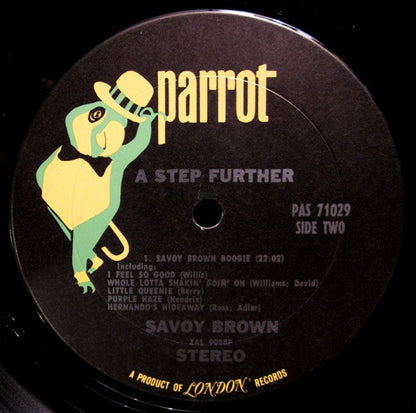 parrot
A STEP FURTHER
PAS 71029
SIDE TWO
1. SAVOY BROWN BOOGIE (22:02)
Including:
I FEEL SO GOOD (Willis)
WHOLE LOTTA SHAKIN' GOIN' ON (Williams; David)
LITTLE QUEENIE (Berry)
PURPLE HAZE (Hendrix)
HERNANDO'S HIDEAWAY (Ross; Adler)
SAVOY BROWN
ZAL 9058P
STEREO
A PRODUCT OF LONDON RECORDS